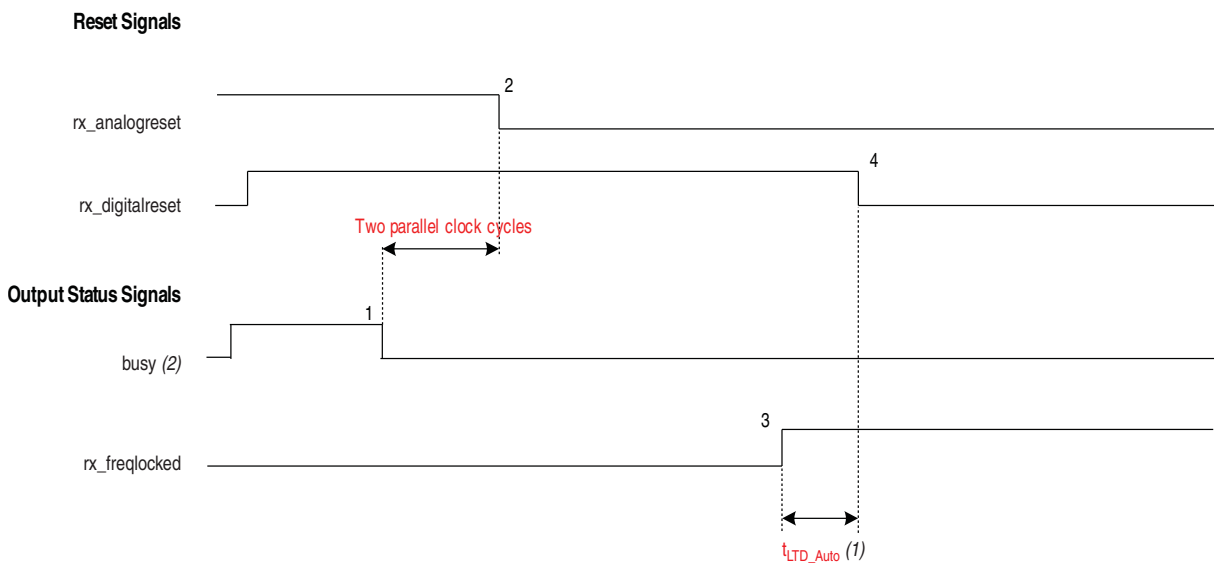 Reset Signals
2
rx_analogreset
4
rx_digitalreset
Two parallel clock cycles
Output Status Signals
1
busy (2)
3
rx_freqlocked
tLTD_Auto (1)